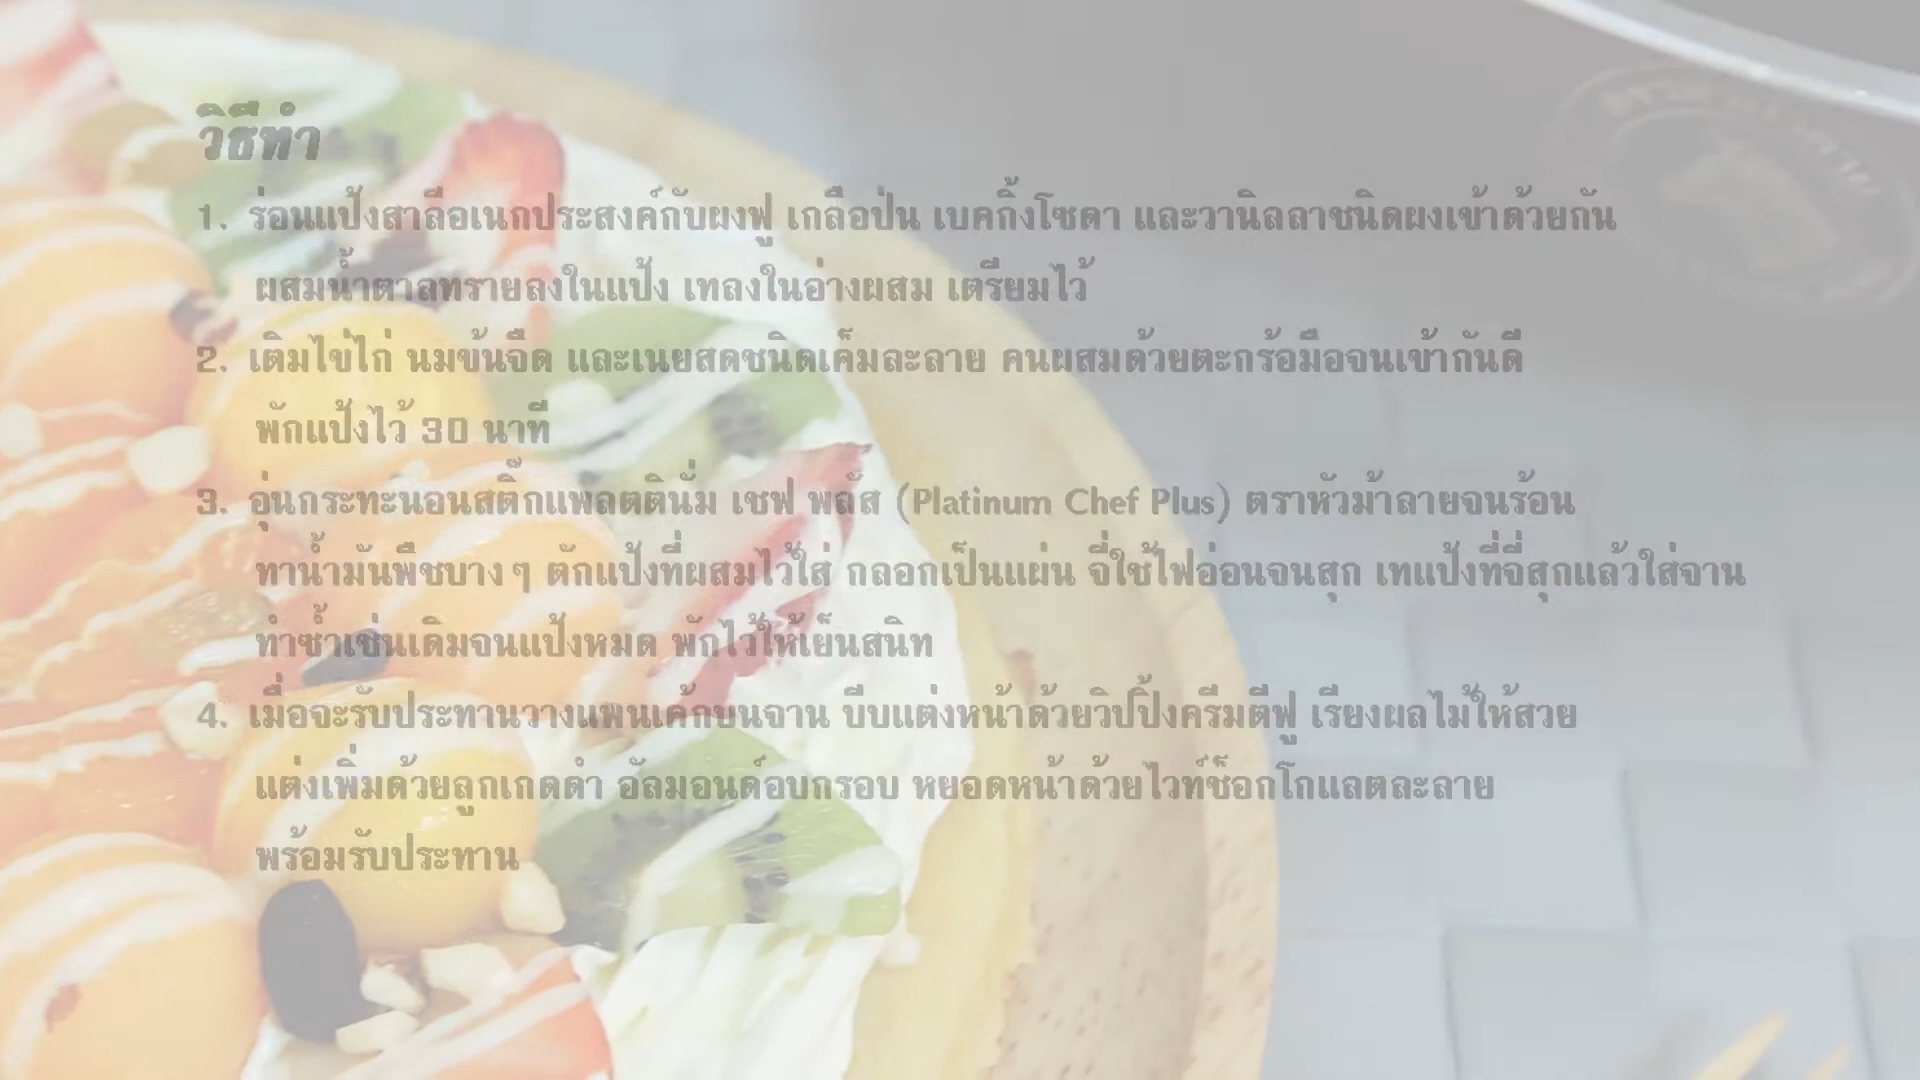 วิธีทำ
1. ร่อนแป้งสาลีอเนกประสงค์กับผงฟู เกลือป่น เบคกิ้งโซดา และวานิลลาชนิดผงเข้าด้วยกัน
ผสมน้ำตาลทรายลงในแป้ง เทลงในอ่างผสม เตรียมไว้
2. เติมไข่ไก่ นมข้นจืด และเนยสดชนิดเค็มละลาย คนผสมด้วยตะกร้อมือจนเข้ากันดี
พักแป้งไว้ 30 นาที
3. อุ่นกระทะนอนสติ๊กแพลตตินั่ม เชฟ พลัส (Platinum Chef Plus) ตราหัวม้าลายจนร้อน
ทาน้ำมันพืชบางๆ ตักแป้งที่ผสมไว้ใส่ กลอกเป็นแผ่น จี่ใช้ไฟอ่อนจนสุก เทแป้งที่จี่สุกแล้วใส่จาน
ทำซ้ำเช่นเดิมจนแป้งหมด พักไว้ให้เย็นสนิท
4. เมื่อจะรับประทานวางแพนเค้กบนจาน บีบแต่งหน้าด้วยวิปปิ้งครีมตีฟู เรียงผลไม้ให้สวย
แต่งเพิ่มด้วยลูกเกดดำ อัลมอนด์อบกรอบ หยอดหน้าด้วยไวท์ช็อกโกแลตละลาย
พร้อมรับประทาน